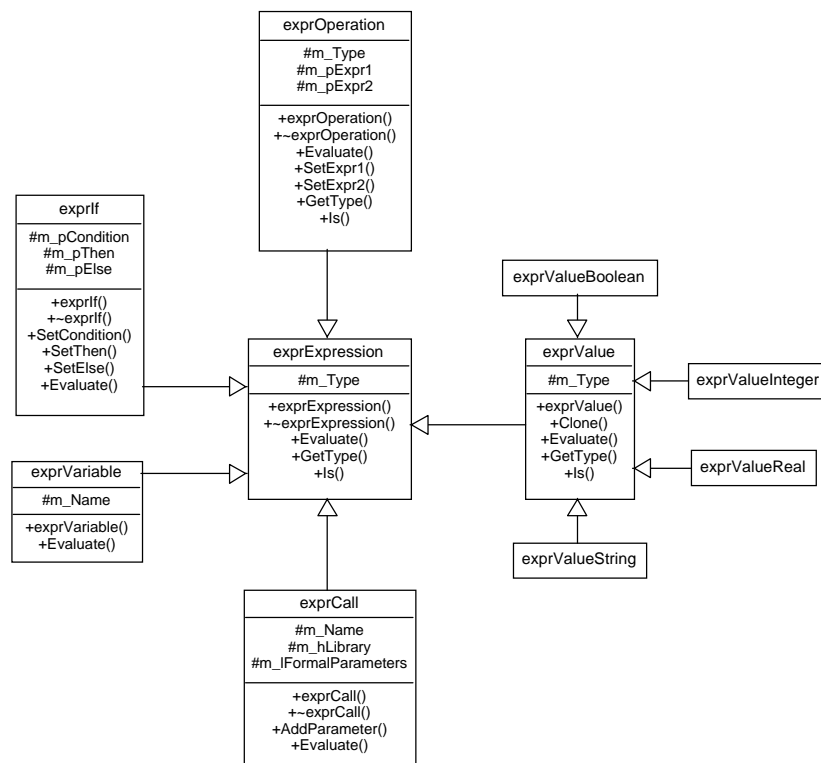 exprOperation
#m_Type
#m_pExpr1
#m_pExpr2
+exprOperation()
+~exprOperation()
+Evaluate()
+SetExpr1()
+SetExpr2()
+GetType()
+Is()
exprIf
#m_pCondition
#m_pThen
#m_pElse
+exprIf()
+~exprIf()
+SetCondition()
+SetThen()
+SetElse()
+Evaluate()
exprValueBoolean
exprExpression
#m_Type
+exprExpression()
+~exprExpression()
+Evaluate()
+GetType()
+Is()
exprValue
#m_Type
+exprValue()
+Clone()
+Evaluate()
+GetType()
+Is()
exprValueInteger
exprValueReal
exprVariable
#m_Name
+exprVariable()
+Evaluate()
exprValueString
exprCall
#m_Name
#m_hLibrary
#m_lFormalParameters
+exprCall()
+~exprCall()
+AddParameter()
+Evaluate()